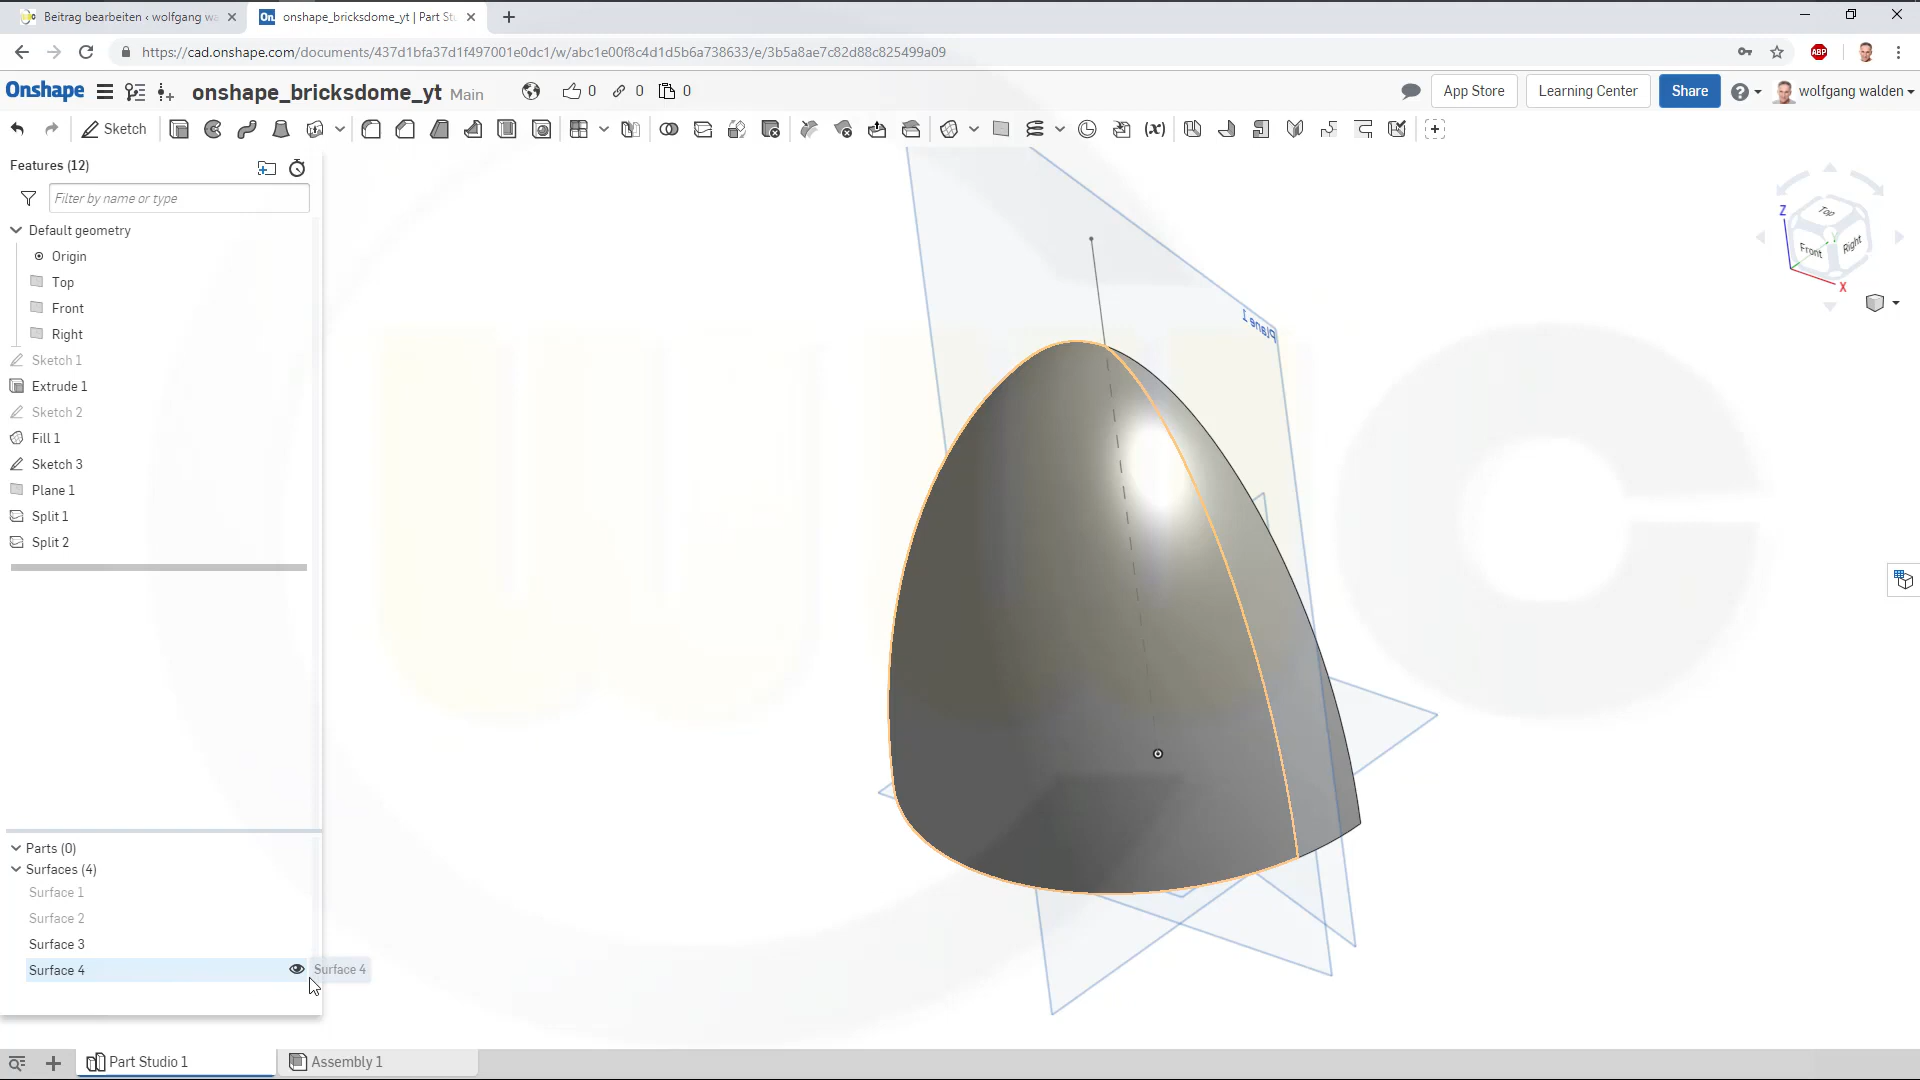 Beitrag bearbeiten ‹ wolfgang wa
onshape_bricksdome_yt | Part St
https://cad.onshape.com/documents/437d1bfa37d1f497001e0dc1/w/abc1e00f8c4d1d5b6a738633/e/3b5a8ae7c82d88c825499a09
ABP
Onshape
onshape_bricksdome_yt Main
0 0 0
App Store
Learning Center
Share
wolfgang walden
Sketch
(x)
Features (12)
Filter by name or type
Default geometry
Origin
Top
Front
Right
Sketch 1
Extrude 1
Sketch 2
Fill 1
Sketch 3
Plane 1
Split 1
Split 2
Plane 1
Z
Top
Front
Right
X
Parts (0)
Surfaces (4)
Surface 1
Surface 2
Surface 3
Surface 4
Surface 4
Part Studio 1
Assembly 1